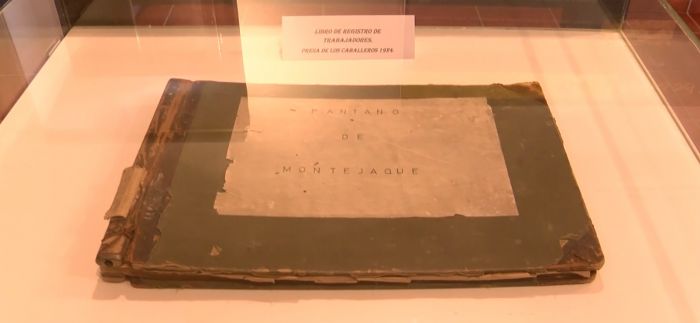 LIBRO DE REGISTRO DE
TRABAJADORES.
PRESA DE LOS CABALLEROS 1924.
PANTANO
DE
MONTEJAQUE